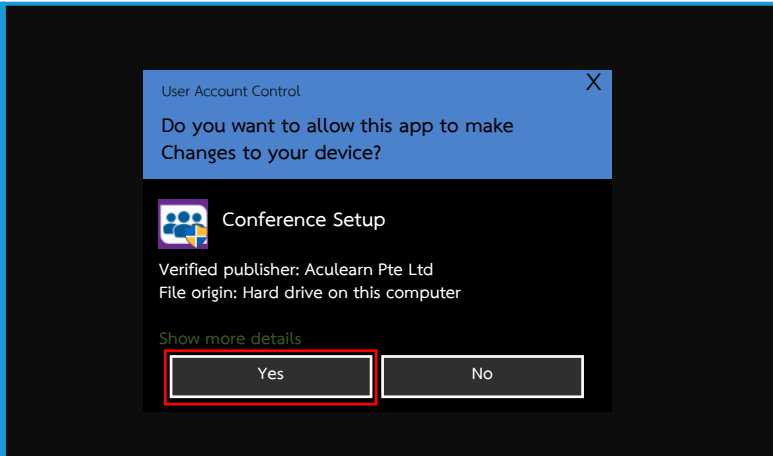 User Account Control
X
Do you want to allow this app to make
Changes to your device?
Conference Setup
Verified publisher: Aculearn Pte Ltd
File origin: Hard drive on this computer
Show more details
Yes
No